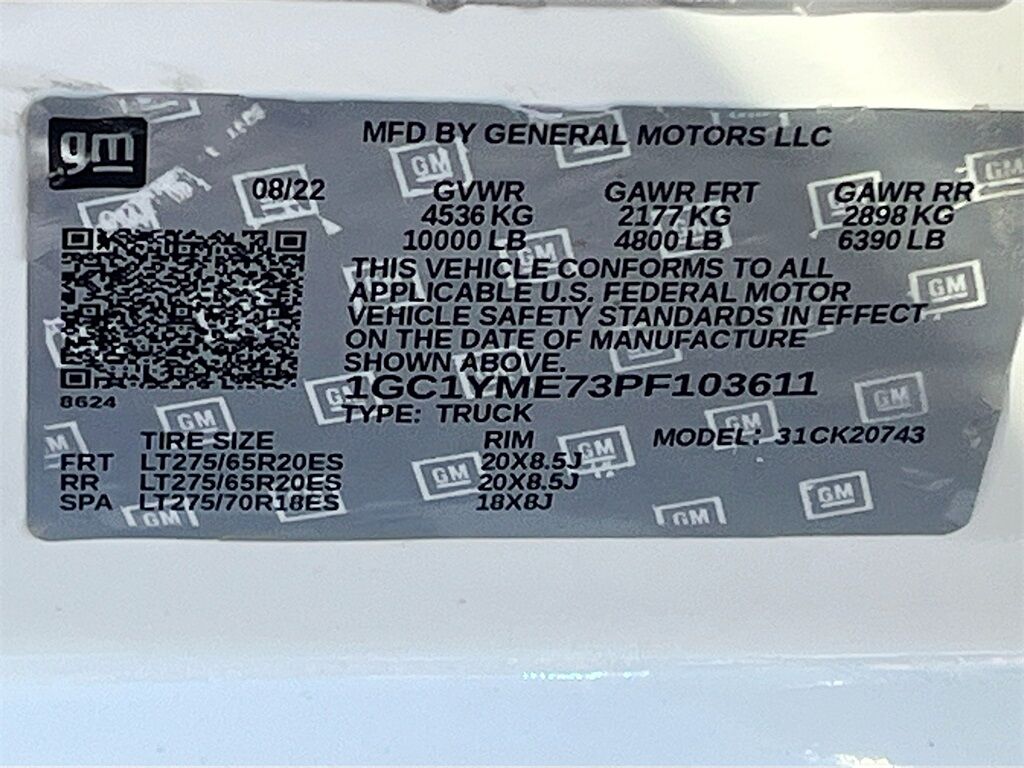 gm
MFD BY GENERAL MOTORS LLC
08/22 GVWR GAWR FRT GAWR RR
4536 KG 2177 KG 2898 KG
10000 LB 4800 LB 6390 LB
THIS VEHICLE CONFORMS TO ALL
APPLICABLE U.S. FEDERAL MOTOR
VEHICLE SAFETY STANDARDS IN EFFECT
ON THE DATE OF MANUFACTURE
SHOWN ABOVE.
1GC1YME73PF103611
8624
TYPE: TRUCK
TIRE SIZE RIM MODEL: 31CK20743
FRT LT275/65R20ES 20X8.5J
RR LT275/65R20ES 20X8.5J
SPA LT275/70R18ES 18X8J